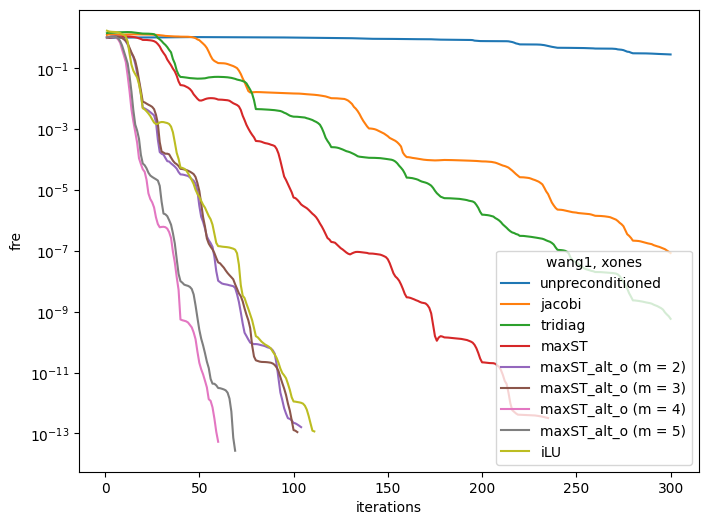 10^{-1}
10^{-3}
10^{-5}
10^{-7}
10^{-9}
10^{-11}
10^{-13}
fre
0 50 100 150 200 250 300
iterations
wang1, xones
unpreconditioned
jacobi
tridiag
maxST
maxST_alt_o (m = 2)
maxST_alt_o (m = 3)
maxST_alt_o (m = 4)
maxST_alt_o (m = 5)
iLU